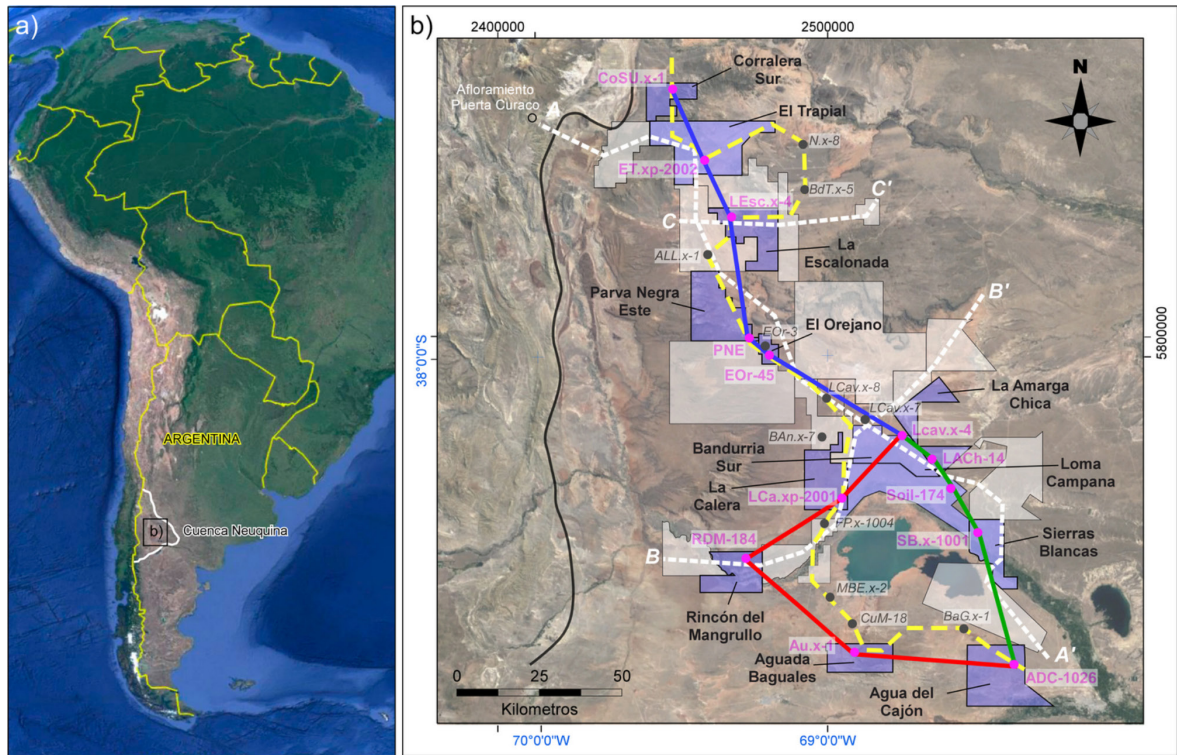 a)
ARGENTINA
b)
Cuenca Neuquina
b)
2400000
2500000
Afloramiento
Puerta Curaco
A
CoSU.x-1
Corralera
Sur
El Trapial
N
N.x-8
ET.xp-2002
BdT.x-5
LEsc.x-4
C'
C
ALL.x-1
La
Escalonada
Parva Negra
Este
B'
EOr-3
El Orejano
PNE
EOr-45
5800000
38°0'0"S
LCav.x-8
La Amarga
Chica
LCav.x-7
Lcav.x-4
BAn.x-7
Bandurria
Sur
LACh-14
Loma
Campana
La
Calera
LCa.xp-2001
Soil-174
PP.x-1004
RDM-184
SB.x-1001
Sierras
Blancas
B
MBE.x-2
Rincón del
Mangrullo
CuM-18
BaG.x-1
Au.x-1
Aguada
Baguales
A'
ADC-1026
Agua del
Cajón
0 25 50
Kilometros
70°0'0"W
69°0'0"W